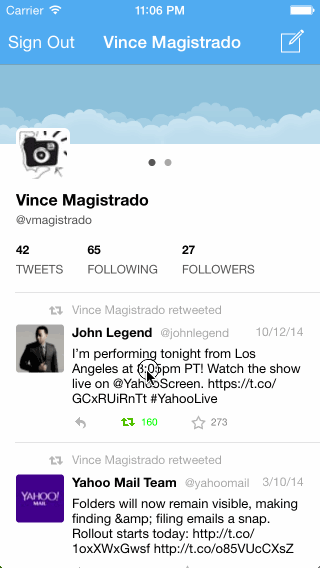 Carrier 11:06 PM
Sign Out Vince Magistrado
Vince Magistrado
@vmagistrado
42 65 27
TWEETS FOLLOWING FOLLOWERS
Vince Magistrado retweeted
John Legend @johnlegend 10/12/14
I'm performing tonight from Los
Angeles at 8:05pm PT! Watch the show
live on @YahooScreen. https://t.co/
GCxRUiRnTt #YahooLive
160 273
Vince Magistrado retweeted
YAHOO!
MAIL
Yahoo Mail Team @yahoomail 3/10/14
Folders will now remain visible, making
finding &amp; filing emails a snap.
Rollout starts today: http://t.co/
1oxXWxGwsf http://t.co/o85VUcCXsZ